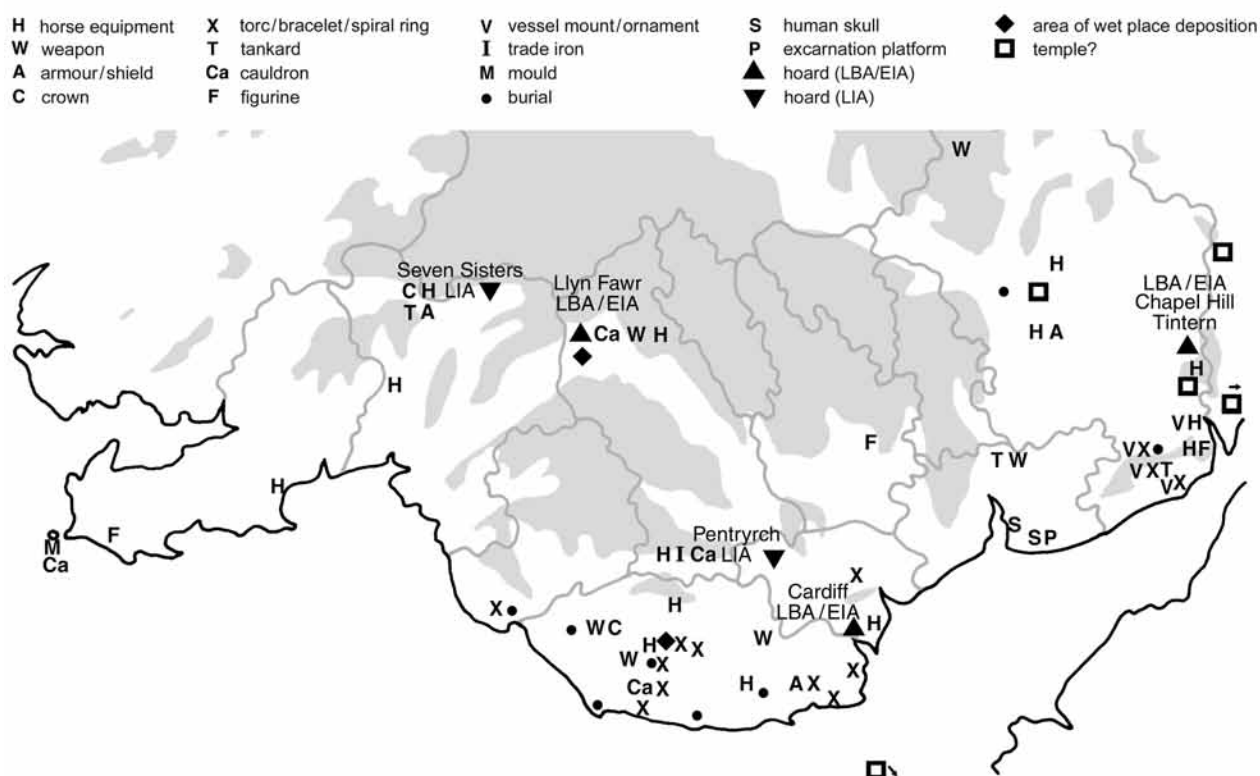 H horse equipment
W weapon
A armour/shield
C crown
X torc/bracelet/spiral ring
T tankard
Ca cauldron
F figurine
V vessel mount/ornament
I trade iron
M mould
burial
S human skull
P excarnation platform
hoard (LBA/EIA)
hoard (LIA)
area of wet place deposition
temple?
W
H
Seven Sisters
C H LIA
T A
Llyn Fawr
LBA/EIA
Ca W H
H A
LBA/EIA
Chapel Hill
Tintern
H
H
V H
V X
H F
V X T
V X
F
T W
S
S P
H
F
M
Ca
Pentryrch
H I Ca LIA
X
Cardiff
LBA/EIA
H
X
H
W C
H X X
W
W X
Ca X
X
H
A X
X
X